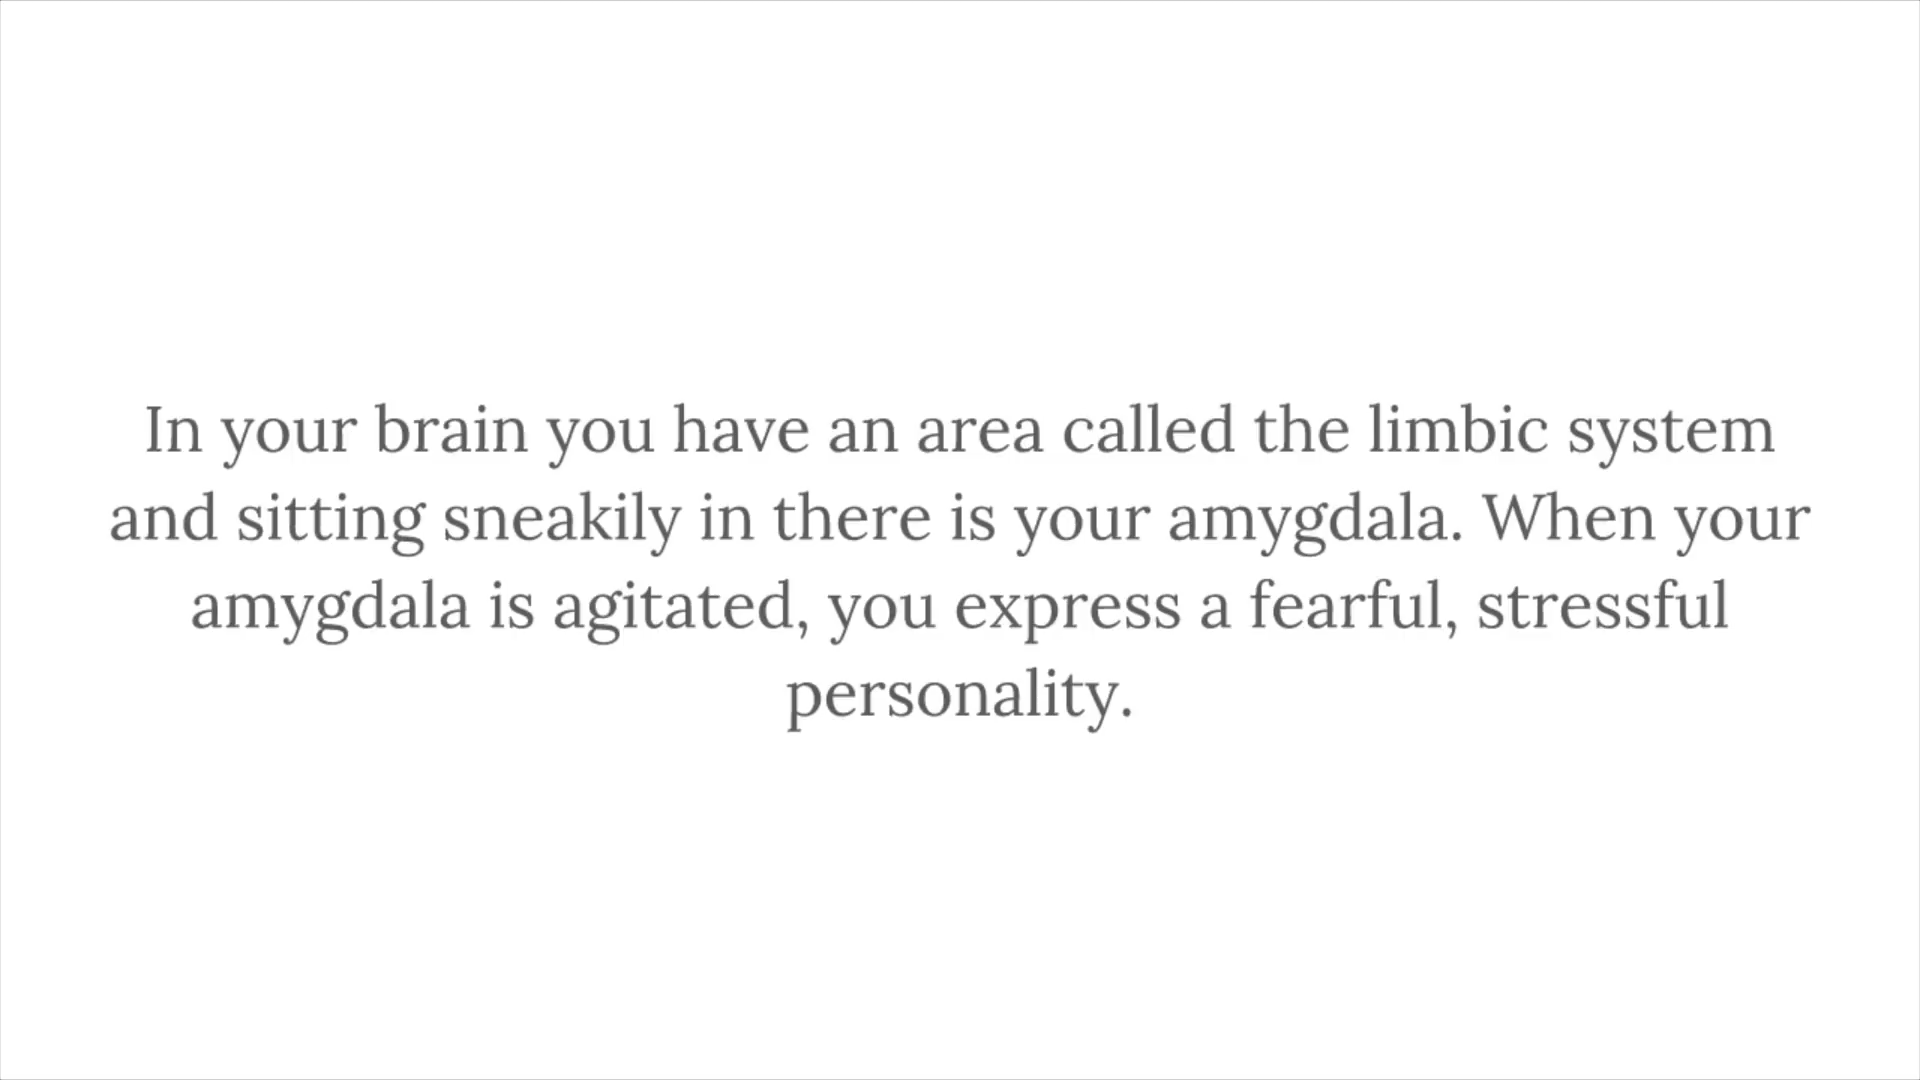 In your brain you have an area called the limbic system
and sitting sneakily in there is your amygdala. When your
amygdala is agitated, you express a fearful, stressful
personality.